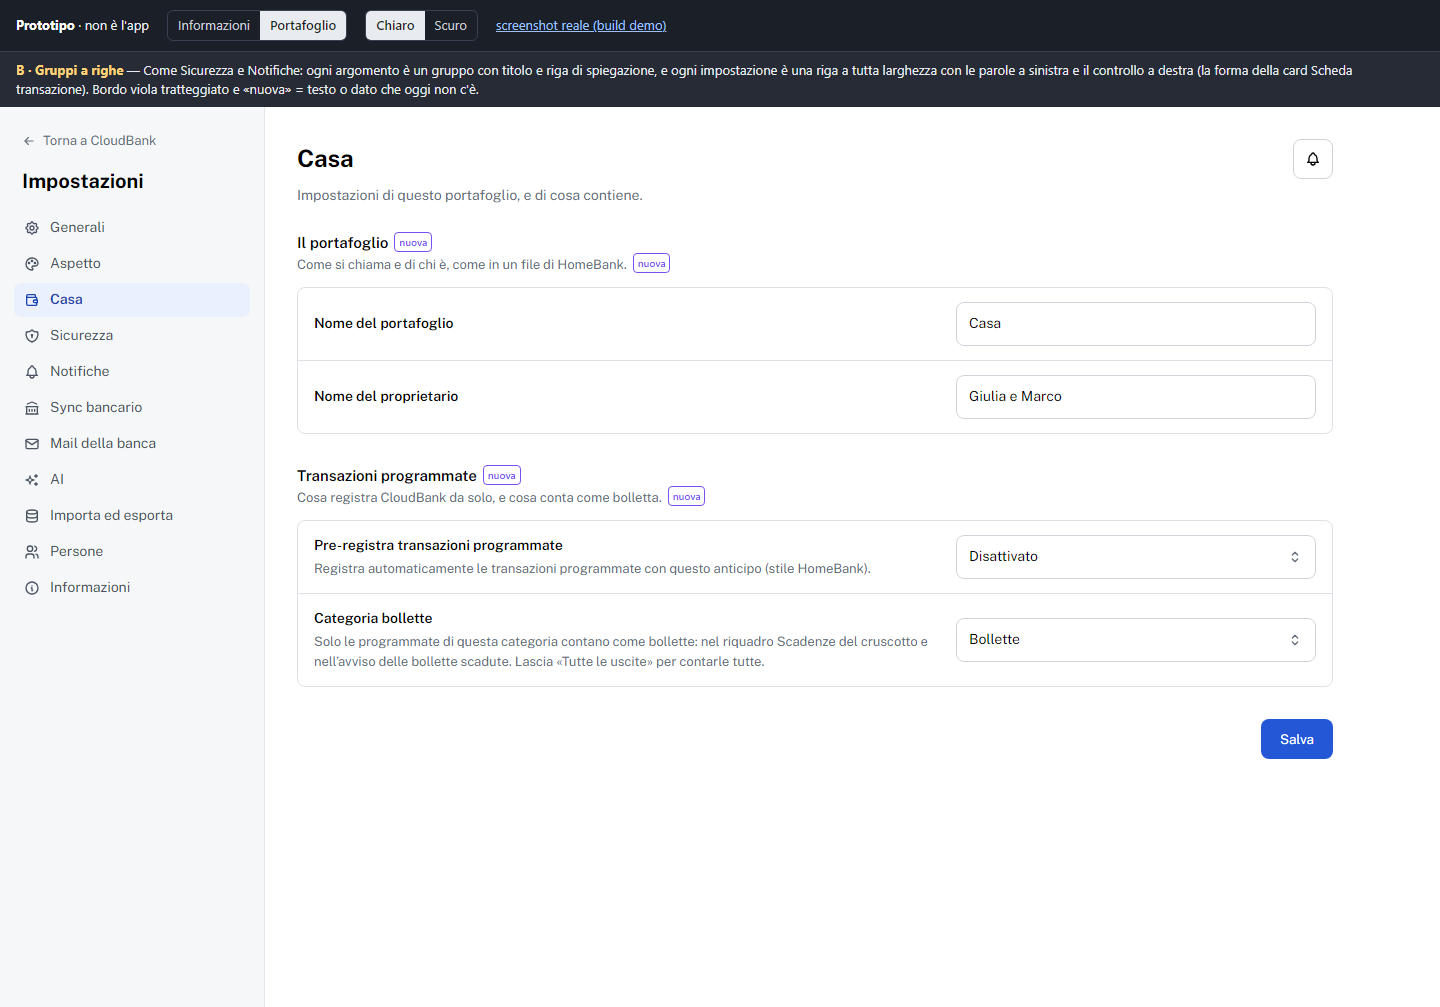 Prototipo · non è l'app
Informazioni
Portafoglio
Chiaro
Scuro
screenshot reale (build demo)
B · Gruppi a righe — Come Sicurezza e Notifiche: ogni argomento è un gruppo con titolo e riga di spiegazione, e ogni impostazione è una riga a tutta larghezza con le parole a sinistra e il controllo a destra (la forma della card Scheda
transazione). Bordo viola tratteggiato e «nuova» = testo o dato che oggi non c'è.
← Torna a CloudBank
Impostazioni
Generali
Aspetto
Casa
Sicurezza
Notifiche
Sync bancario
Mail della banca
AI
Importa ed esporta
Persone
Informazioni
Casa
Impostazioni di questo portafoglio, e di cosa contiene.
Il portafoglio nuova
Come si chiama e di chi è, come in un file di HomeBank. nuova
Nome del portafoglio
Casa
Nome del proprietario
Giulia e Marco
Transazioni programmate nuova
Cosa registra CloudBank da solo, e cosa conta come bolletta. nuova
Pre-registra transazioni programmate
Registra automaticamente le transazioni programmate con questo anticipo (stile HomeBank).
Disattivato
Categoria bollette
Solo le programmate di questa categoria contano come bollette: nel riquadro Scadenze del cruscotto e
nell'avviso delle bollette scadute. Lascia «Tutte le uscite» per contarle tutte.
Bollette
Salva